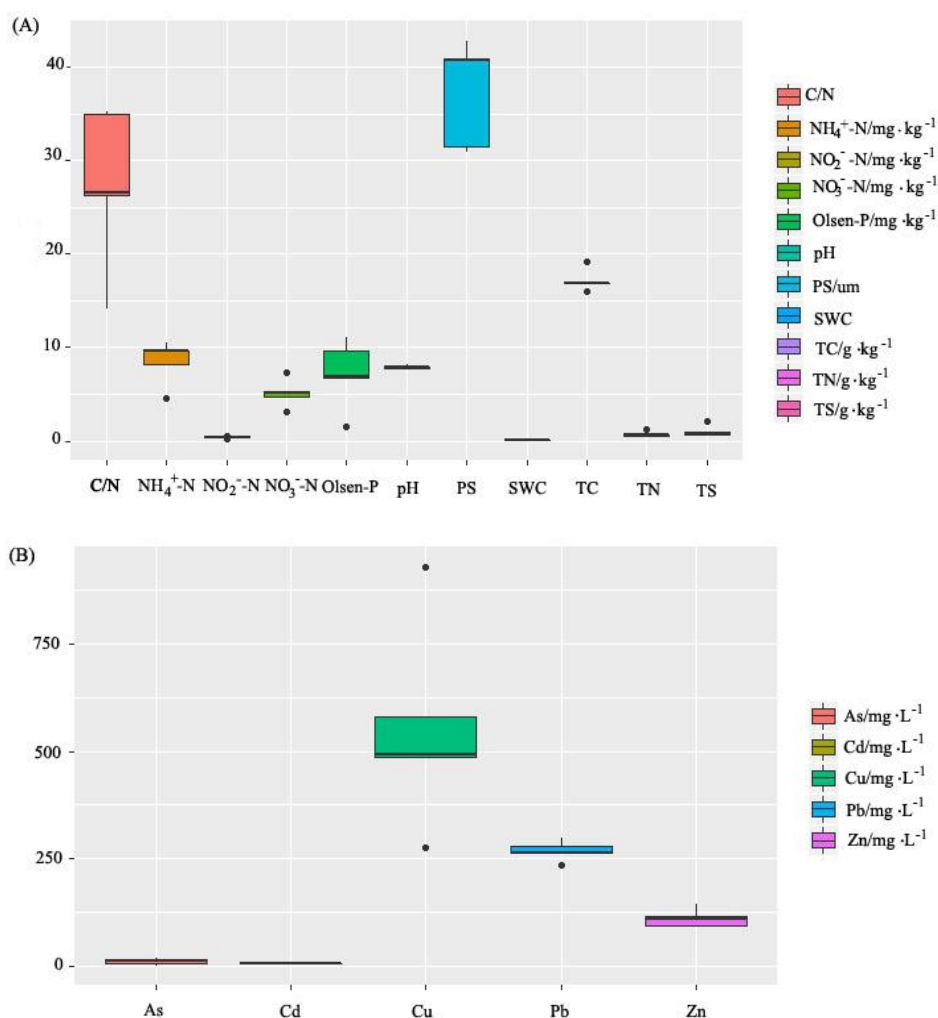 (A)
40
30
20
10
0
C/N NH₄⁺-N NO₂⁻-N NO₃⁻-N Olsen-P pH PS SWC TC TN TS
C/N
NH₄⁺-N/mg·kg⁻¹
NO₂⁻-N/mg·kg⁻¹
NO₃⁻-N/mg·kg⁻¹
Olsen-P/mg·kg⁻¹
pH
PS/um
SWC
TC/g·kg⁻¹
TN/g·kg⁻¹
TS/g·kg⁻¹
(B)
750
500
250
0
As Cd Cu Pb Zn
As/mg·L⁻¹
Cd/mg·L⁻¹
Cu/mg·L⁻¹
Pb/mg·L⁻¹
Zn/mg·L⁻¹